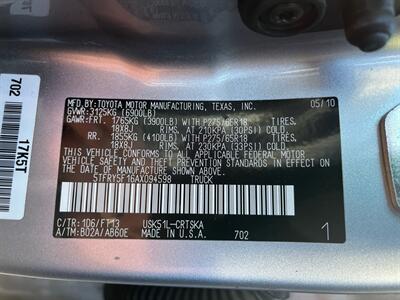 MFD. BY: TOYOTA MOTOR MANUFACTURING, TEXAS, INC. 05/10
GVWR: 3125KG (6900LB)
GAWR: FRT. 1765KG (3900LB) WITH P275/65R18 TIRES,
18X8J RIMS, AT 210KPA (30PSI) COLD.
RR. 1855KG (4100LB) WITH P275/65R18 TIRES,
18X8J RIMS, AT 230KPA (33PSI) COLD.
THIS VEHICLE CONFORMS TO ALL APPLICABLE FEDERAL MOTOR
VEHICLE SAFETY AND THEFT PREVENTION STANDARDS IN EFFECT
ON THE DATE OF MANUFACTURE SHOWN ABOVE.
5TFRY5F16AX094598 TRUCK
C/TR: 1D6/FT13 USK51L-CRTSKA
A/TM: B02A/AB60E MADE IN U.S.A. 702 1
702 17K5T